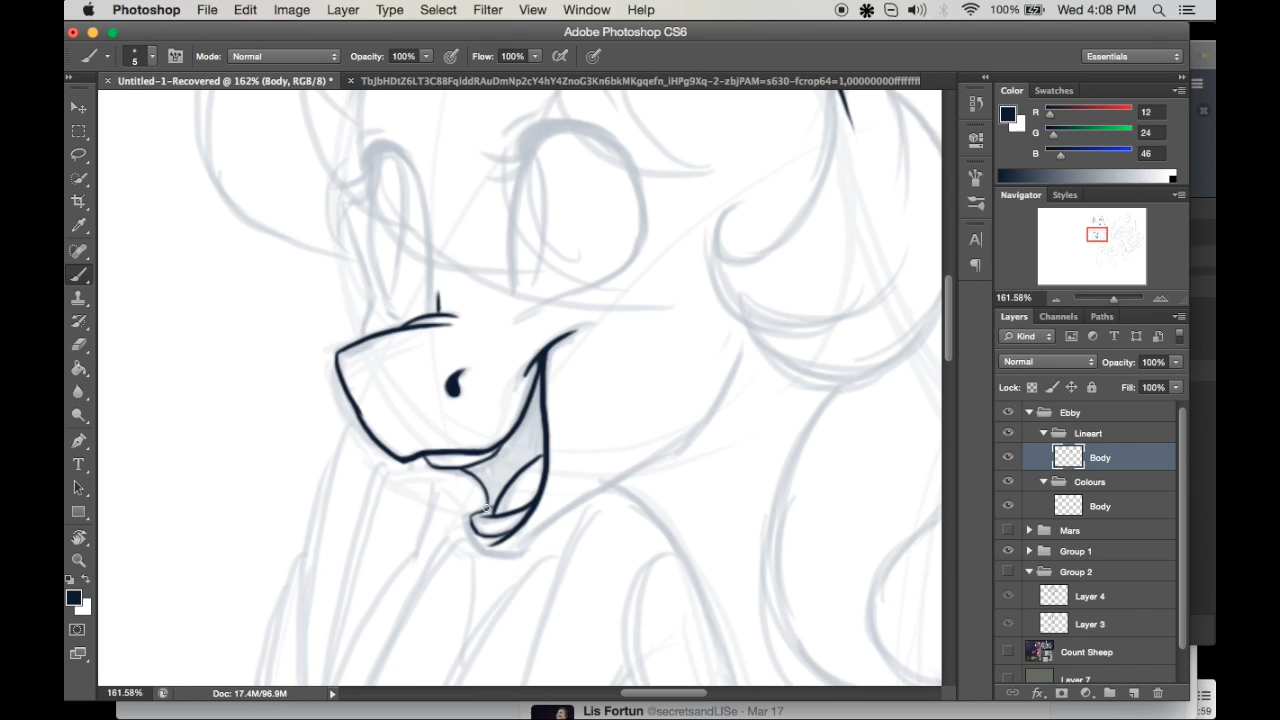 Photoshop File Edit Image Layer Type Select Filter View Window Help 100% Wed 4:08 PM
Adobe Photoshop CS6
5 Mode: Normal Opacity: 100% Flow: 100% Essentials
Untitled-1-Recovered @ 162% (Body, RGB/8) *
Color Swatches
R 12
G 24
B 46
Navigator Styles
161.58%
Layers Channels Paths
Kind
Normal Opacity: 100%
Lock: Fill: 100%
Ebby
Lineart
Body
Colours
Body
Mars
Group 1
Group 2
Layer 4
Layer 3
Count Sheep
Layer 7
161.58% Doc: 17.4M/96.9M
Lis Fortun @secretsandLISe · Mar 17
:59